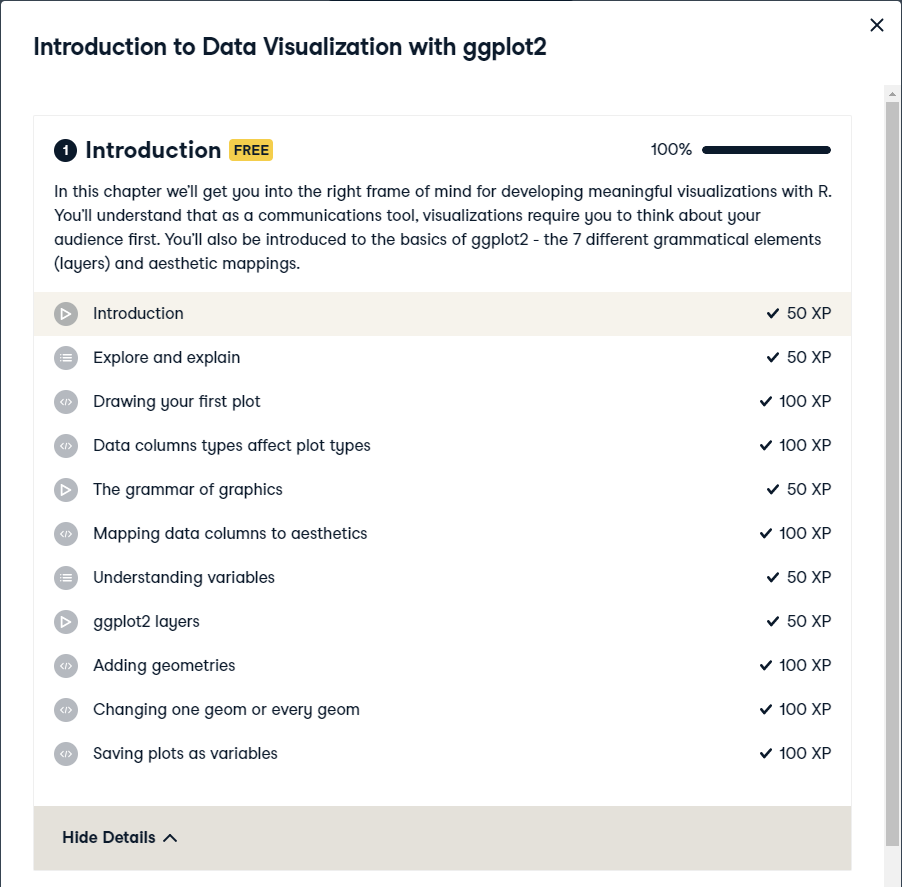 Introduction to Data Visualization with ggplot2
1 Introduction FREE 100%
In this chapter we'll get you into the right frame of mind for developing meaningful visualizations with R.
You'll understand that as a communications tool, visualizations require you to think about your
audience first. You'll also be introduced to the basics of ggplot2 - the 7 different grammatical elements
(layers) and aesthetic mappings.
Introduction 50 XP
Explore and explain 50 XP
Drawing your first plot 100 XP
Data columns types affect plot types 100 XP
The grammar of graphics 50 XP
Mapping data columns to aesthetics 100 XP
Understanding variables 50 XP
ggplot2 layers 50 XP
Adding geometries 100 XP
Changing one geom or every geom 100 XP
Saving plots as variables 100 XP
Hide Details